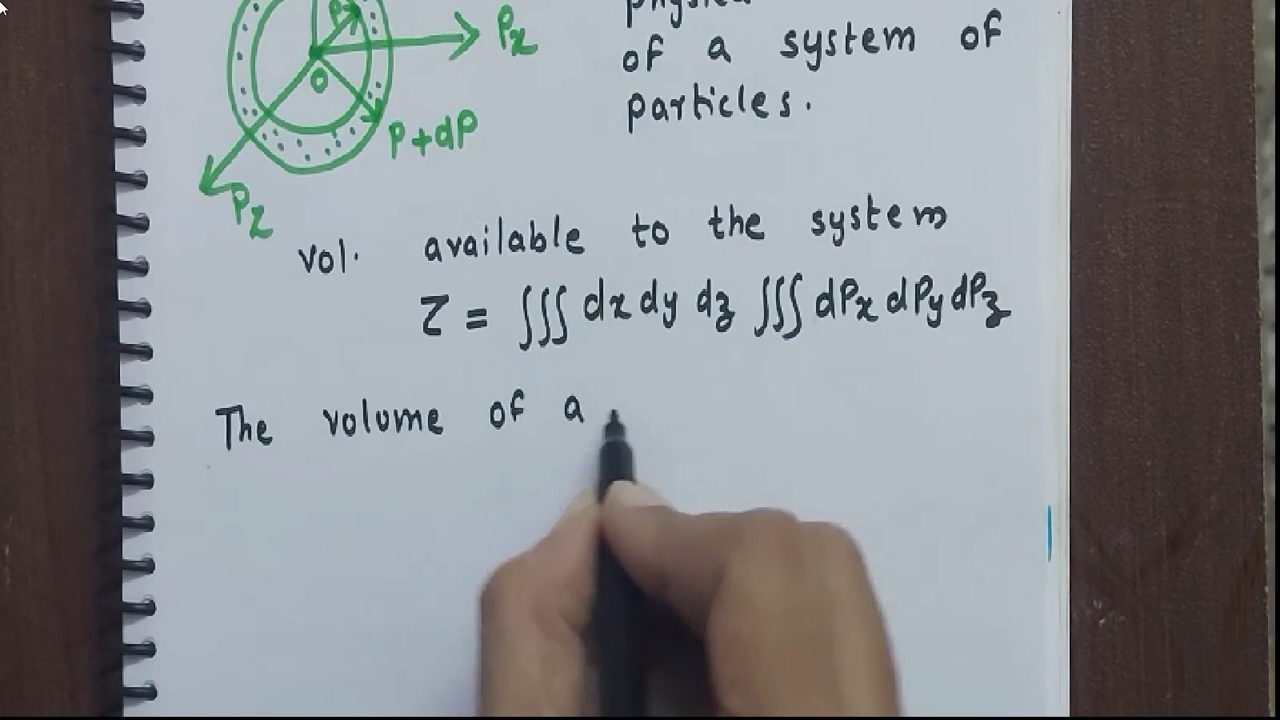 Px
of a system of
particles.
P+dP
Pz
vol. available to the system
τ = ∫∫∫ dx dy dz ∫∫∫ dPx dPy dPz
The volume of a
O